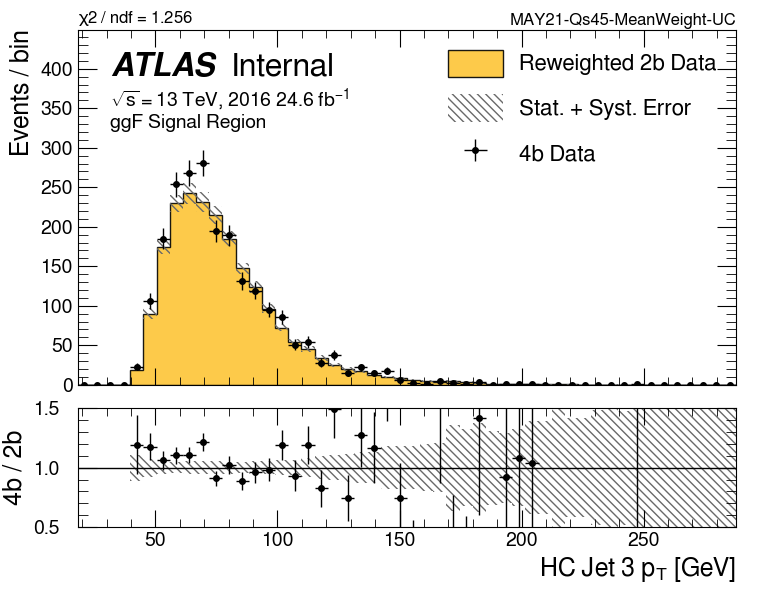 χ2 / ndf = 1.256
MAY21-Qs45-MeanWeight-UC
Events / bin
ATLAS Internal
√s = 13 TeV, 2016 24.6 fb⁻¹
ggF Signal Region
Reweighted 2b Data
Stat. + Syst. Error
4b Data
400
350
300
250
200
150
100
50
0
4b / 2b
1.5
1.0
0.5
50 100 150 200 250
HC Jet 3 p_T [GeV]